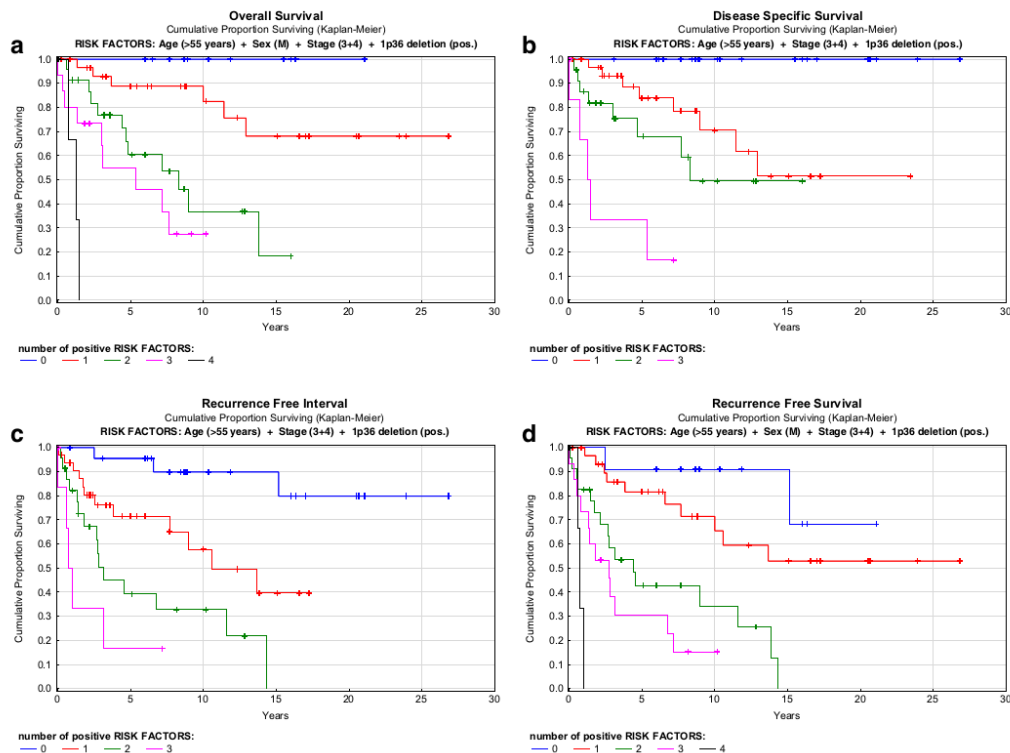 a
Overall Survival
Cumulative Proportion Surviving (Kaplan-Meier)
RISK FACTORS: Age (>55 years) + Sex (M) + Stage (3+4) + 1p36 deletion (pos.)
Cumulative Proportion Surviving
1.0
0.9
0.8
0.7
0.6
0.5
0.4
0.3
0.2
0.1
0.0
0 5 10 15 20 25 30
Years
number of positive RISK FACTORS:
0 1 2 3 4
b
Disease Specific Survival
Cumulative Proportion Surviving (Kaplan-Meier)
RISK FACTORS: Age (>55 years) + Stage (3+4) + 1p36 deletion (pos.)
Cumulative Proportion Surviving
1.0
0.9
0.8
0.7
0.6
0.5
0.4
0.3
0.2
0.1
0.0
0 5 10 15 20 25 30
Years
number of positive RISK FACTORS:
0 1 2 3
c
Recurrence Free Interval
Cumulative Proportion Surviving (Kaplan-Meier)
RISK FACTORS: Age (>55 years) + Stage (3+4) + 1p36 deletion (pos.)
Cumulative Proportion Surviving
1.0
0.9
0.8
0.7
0.6
0.5
0.4
0.3
0.2
0.1
0.0
0 5 10 15 20 25 30
Years
number of positive RISK FACTORS:
0 1 2 3
d
Recurrence Free Survival
Cumulative Proportion Surviving (Kaplan-Meier)
RISK FACTORS: Age (>55 years) + Sex (M) + Stage (3+4) + 1p36 deletion (pos.)
Cumulative Proportion Surviving
1.0
0.9
0.8
0.7
0.6
0.5
0.4
0.3
0.2
0.1
0.0
0 5 10 15 20 25 30
Years
number of positive RISK FACTORS:
0 1 2 3 4